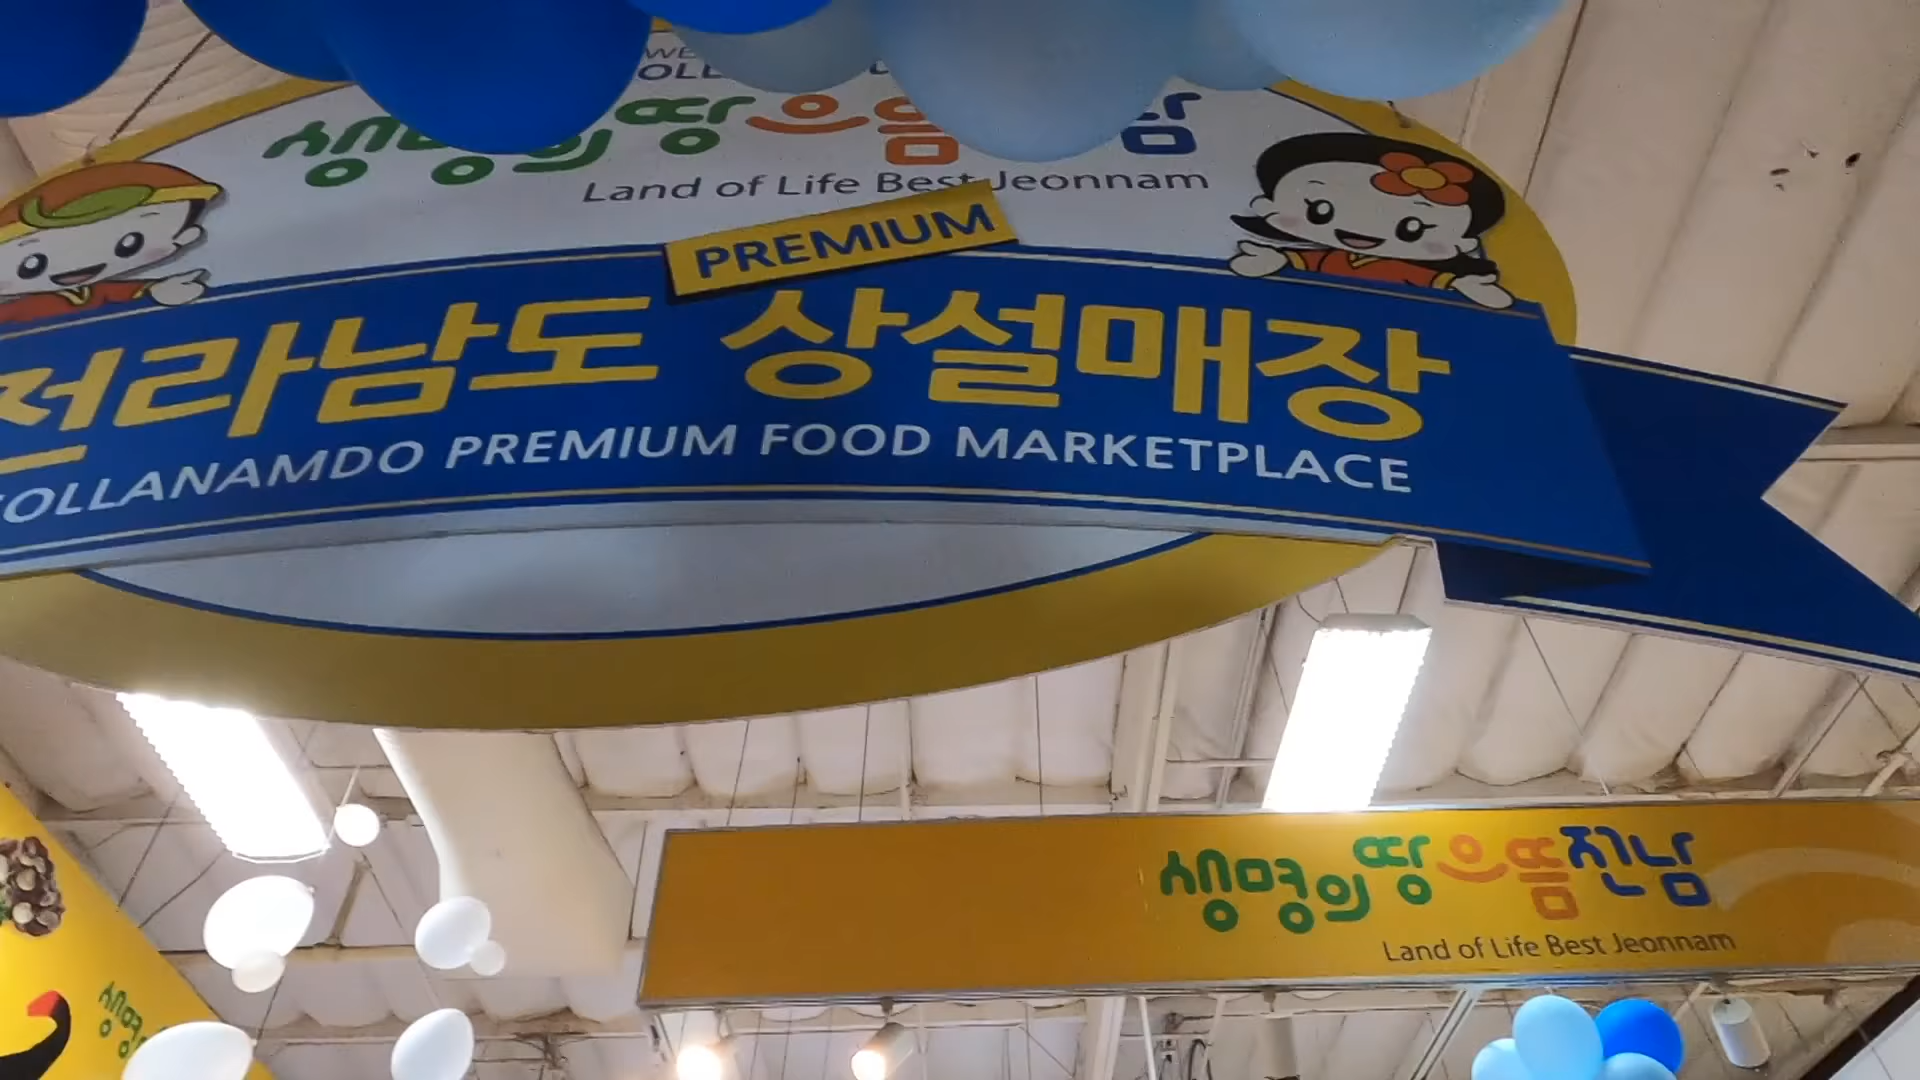 생명의땅으뜸 남
Land of Life Best Jeonnam
PREMIUM
전라남도 상설매장
OLLANAMDO PREMIUM FOOD MARKETPLACE
생명의땅으뜸전남
Land of Life Best Jeonnam
생명